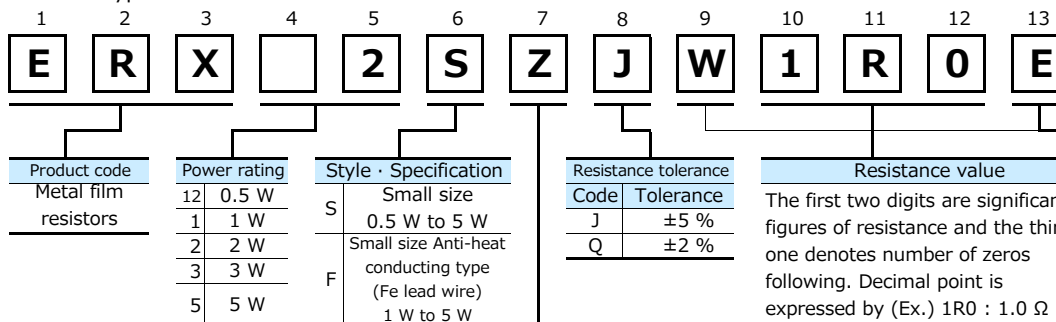 1 2 3 4 5 6 7 8 9 10 11 12 13
E R X 2 S Z J W 1 R 0 E
Product code
Metal film
resistors
Power rating
12 0.5 W
1 1 W
2 2 W
3 3 W
5 5 W
Style · Specification
S Small size
0.5 W to 5 W
F Small size Anti-heat
conducting type
(Fe lead wire)
1 W to 5 W
Resistance tolerance
Code Tolerance
J ±5 %
Q ±2 %
Resistance value
The first two digits are significan
figures of resistance and the thir
one denotes number of zeros
following. Decimal point is
expressed by (Ex.) 1R0 : 1.0 Ω